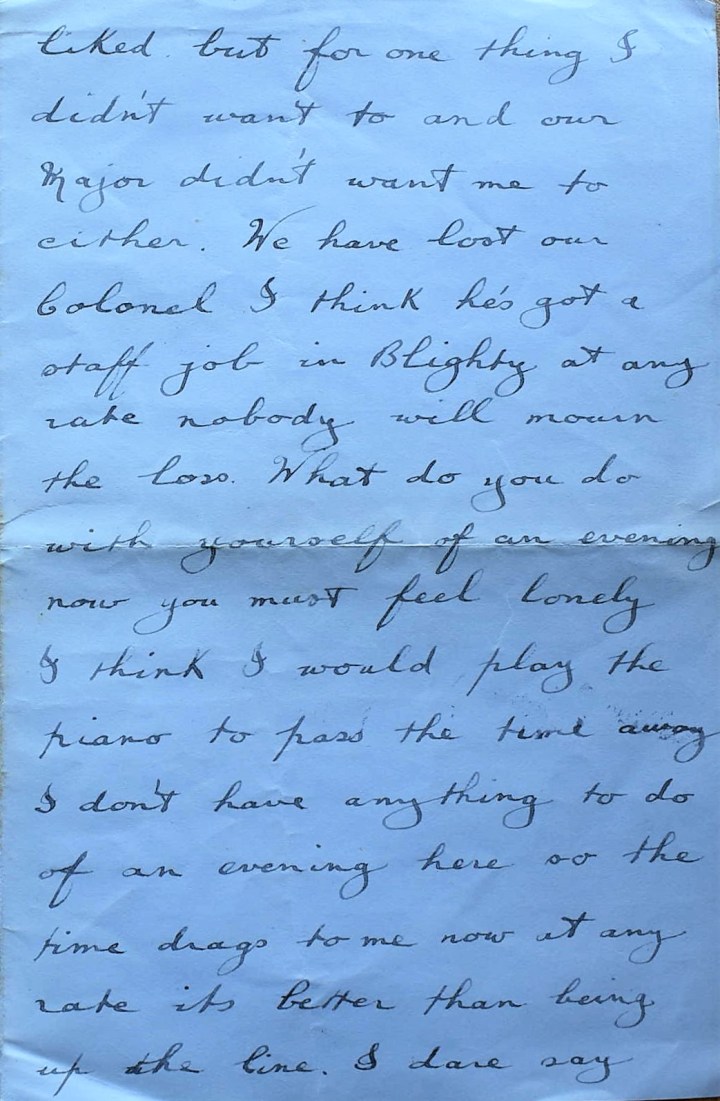 liked but for one thing I
didn't want to and our
Major didn't want me to
either. We have lost our
Colonel I think he's got a
staff job in Blighty at any
rate nobody will mourn
the loss. What do you do
with yourself of an evening
now you must feel lonely
I think I would play the
piano to pass the time away
I don't have anything to do
of an evening here so the
time drags to me now at any
rate its better than being
up the line. I dare say